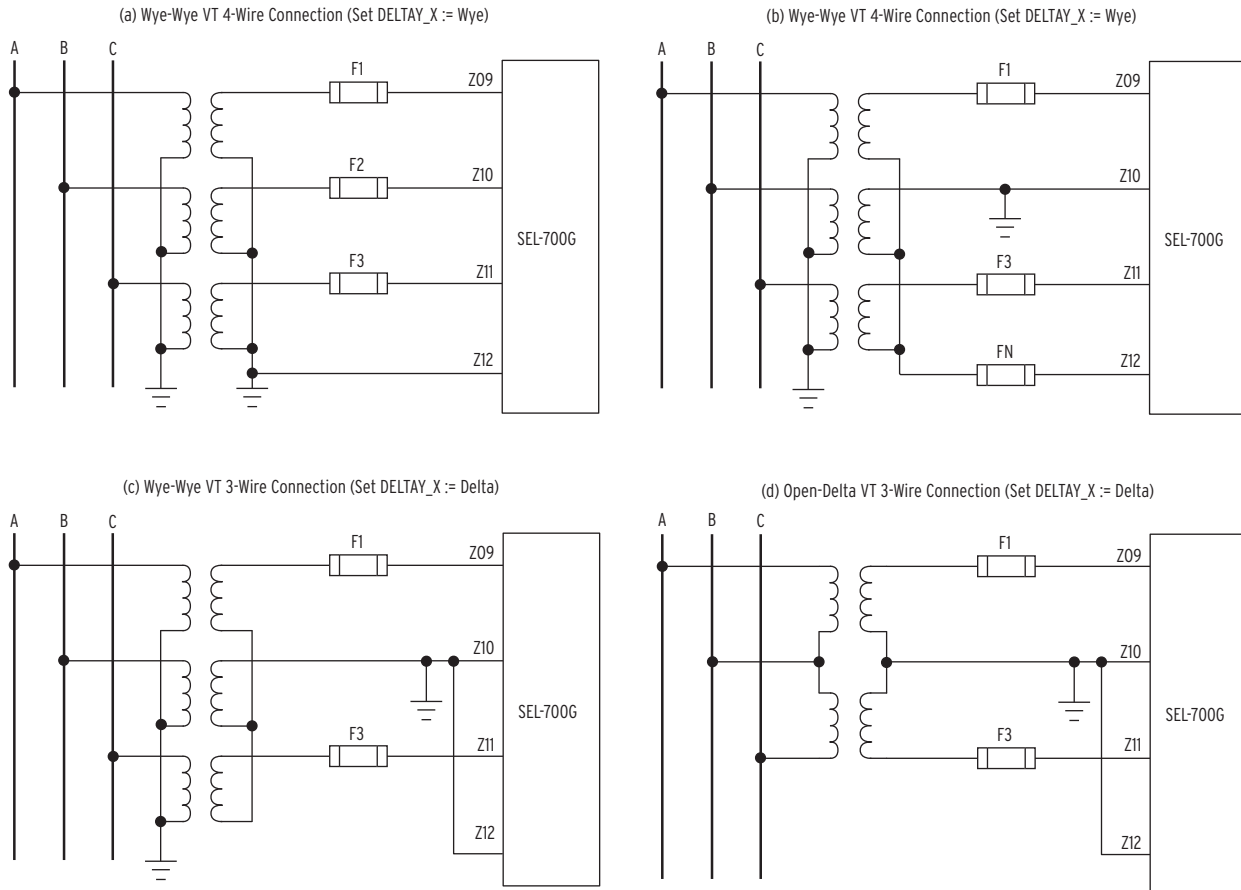 (a) Wye-Wye VT 4-Wire Connection (Set DELTAY_X := Wye)
A B C
F1
Z09
F2
Z10
SEL-700G
F3
Z11
Z12
(b) Wye-Wye VT 4-Wire Connection (Set DELTAY_X := Wye)
A B C
F1
Z09
Z10
SEL-700G
F3
Z11
FN
Z12
(c) Wye-Wye VT 3-Wire Connection (Set DELTAY_X := Delta)
A B C
F1
Z09
Z10
SEL-700G
F3
Z11
Z12
(d) Open-Delta VT 3-Wire Connection (Set DELTAY_X := Delta)
A B C
F1
Z09
Z10
SEL-700G
F3
Z11
Z12